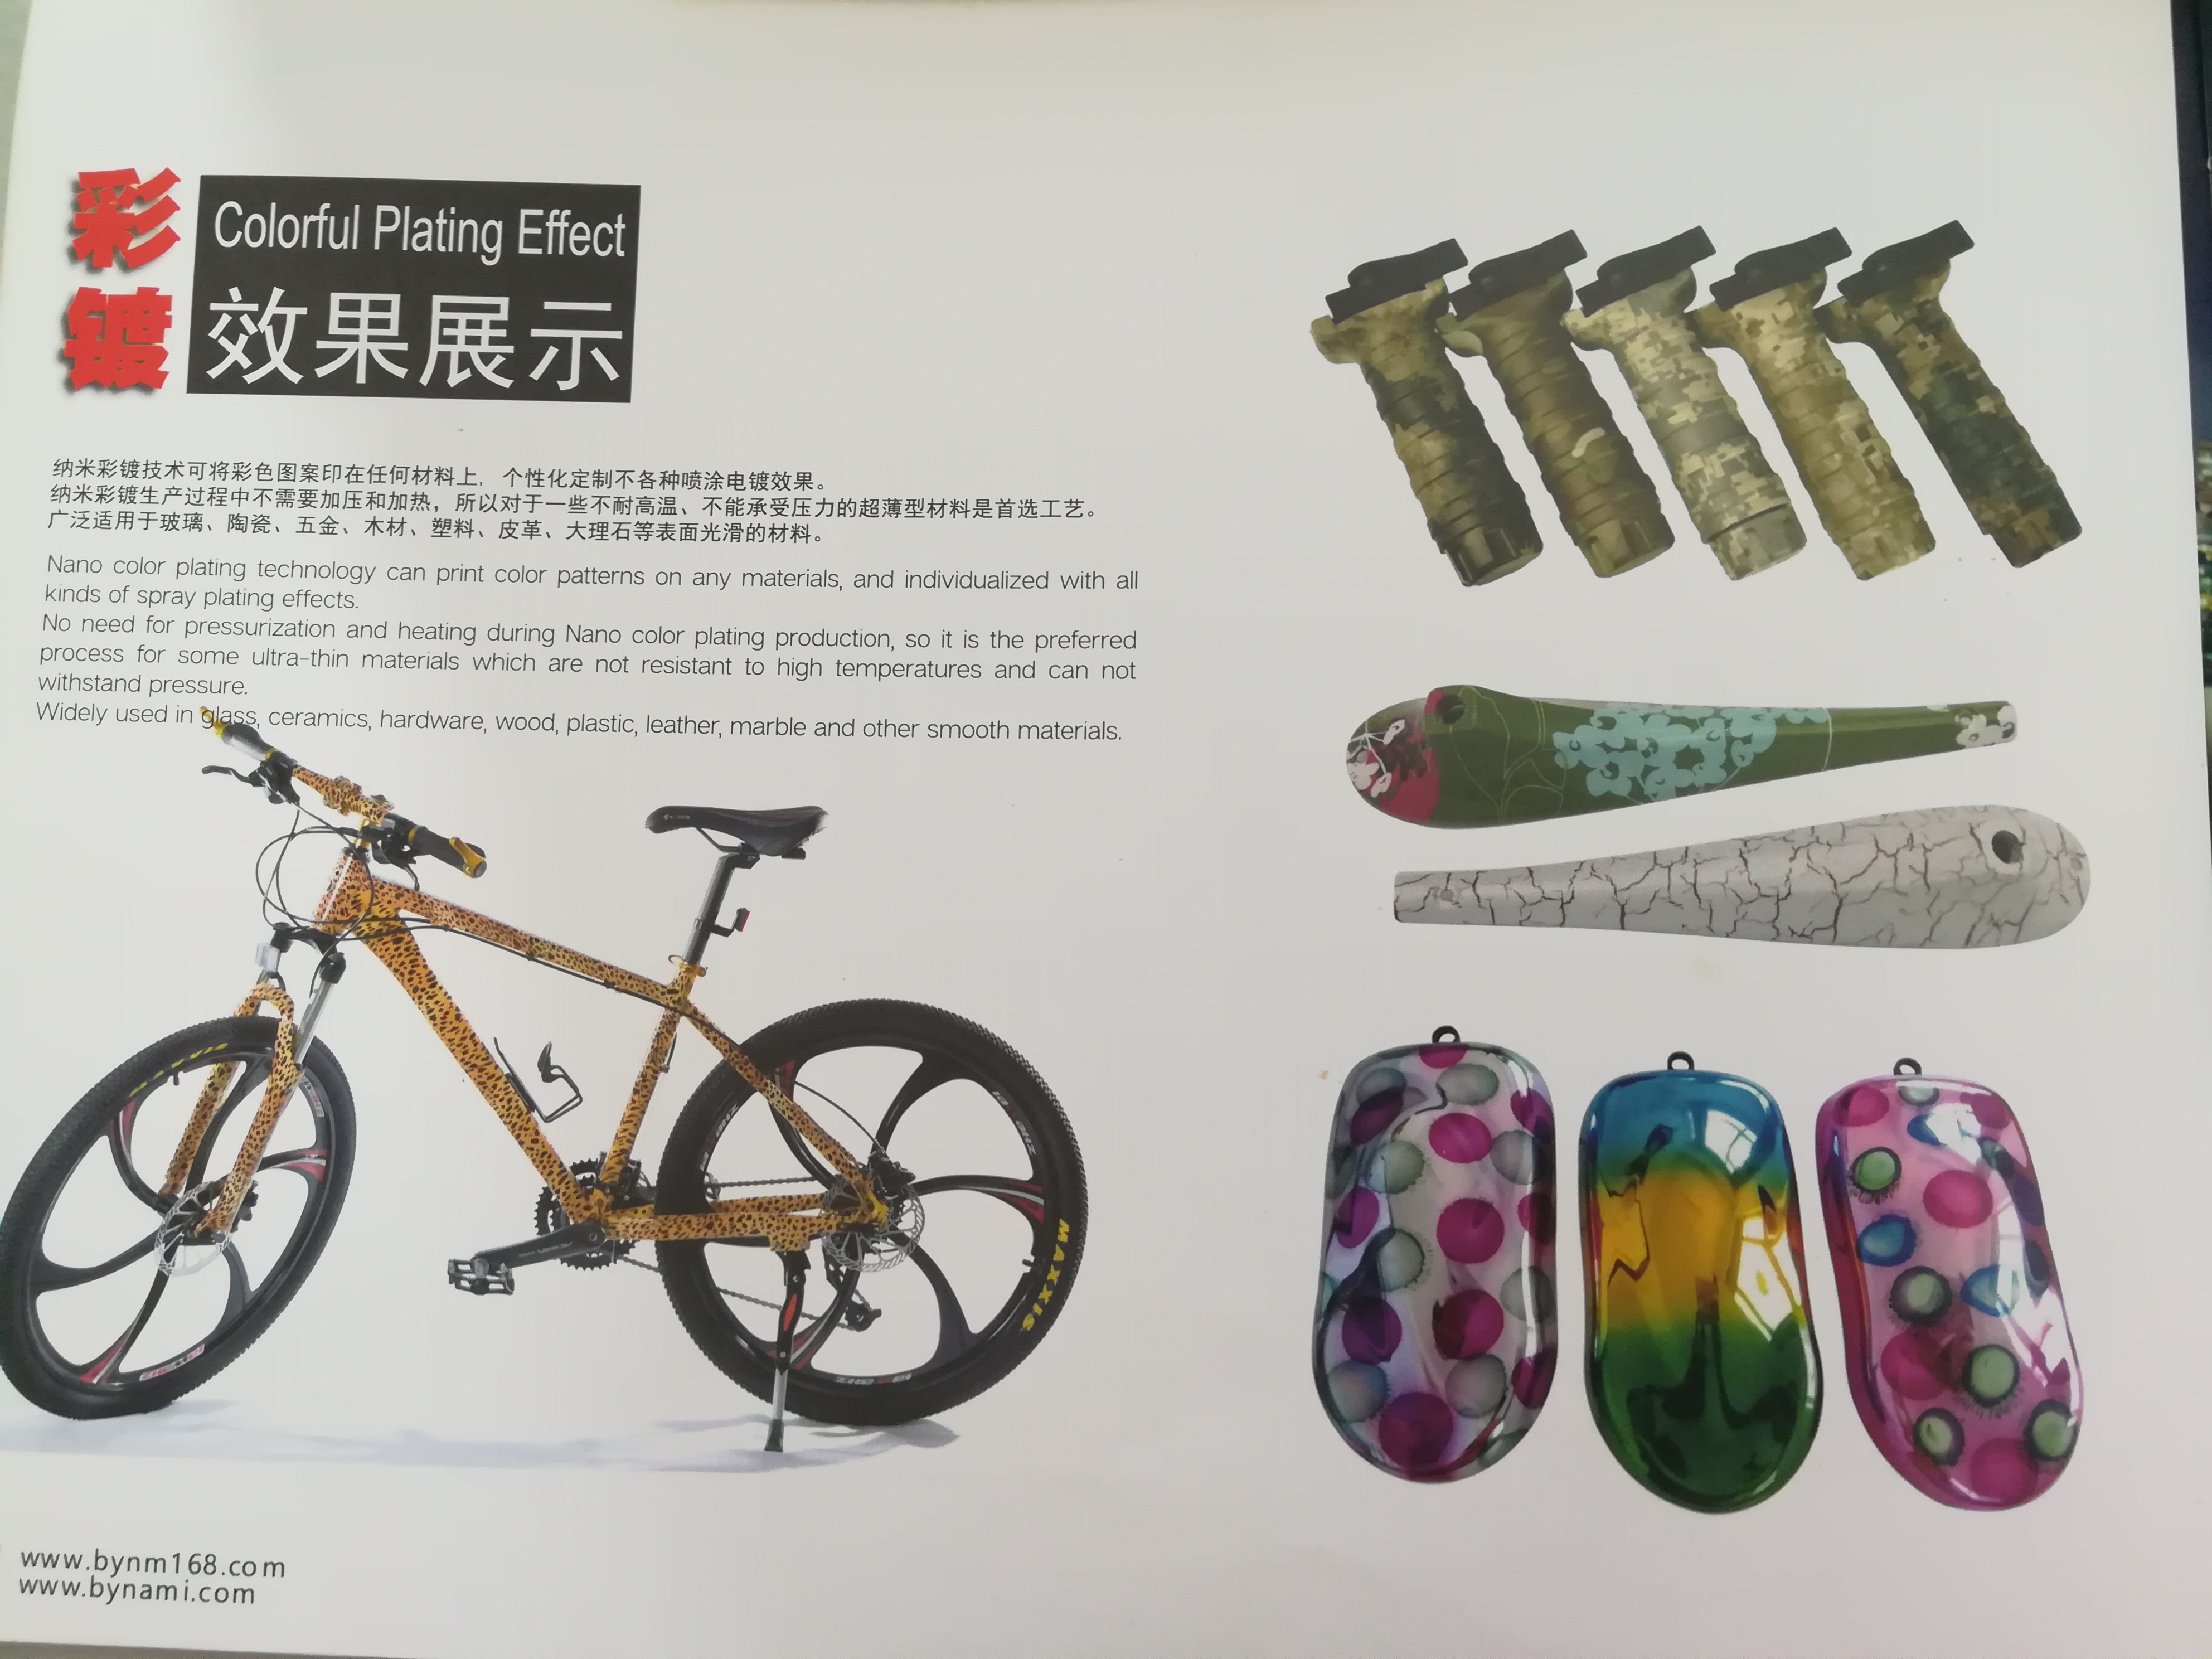 彩镀
Colorful Plating Effect
效果展示
纳米彩镀技术可将彩色图案印在任何材料上，个性化定制不各种喷涂电镀效果。
纳米彩镀生产过程中不需要加压和加热，所以对于一些不耐高温、不能承受压力的超薄型材料是首选工艺。
广泛适用于玻璃、陶瓷、五金、木材、塑料、皮革、大理石等表面光滑的材料。
Nano color plating technology can print color patterns on any materials, and individualized with all
kinds of spray plating effects.
No need for pressurization and heating during Nano color plating production, so it is the preferred
process for some ultra-thin materials which are not resistant to high temperatures and can not
withstand pressure.
Widely used in glass, ceramics, hardware, wood, plastic, leather, marble and other smooth materials.
MAXXIS
MAXXIS
www.bynm168.com
www.bynami.com